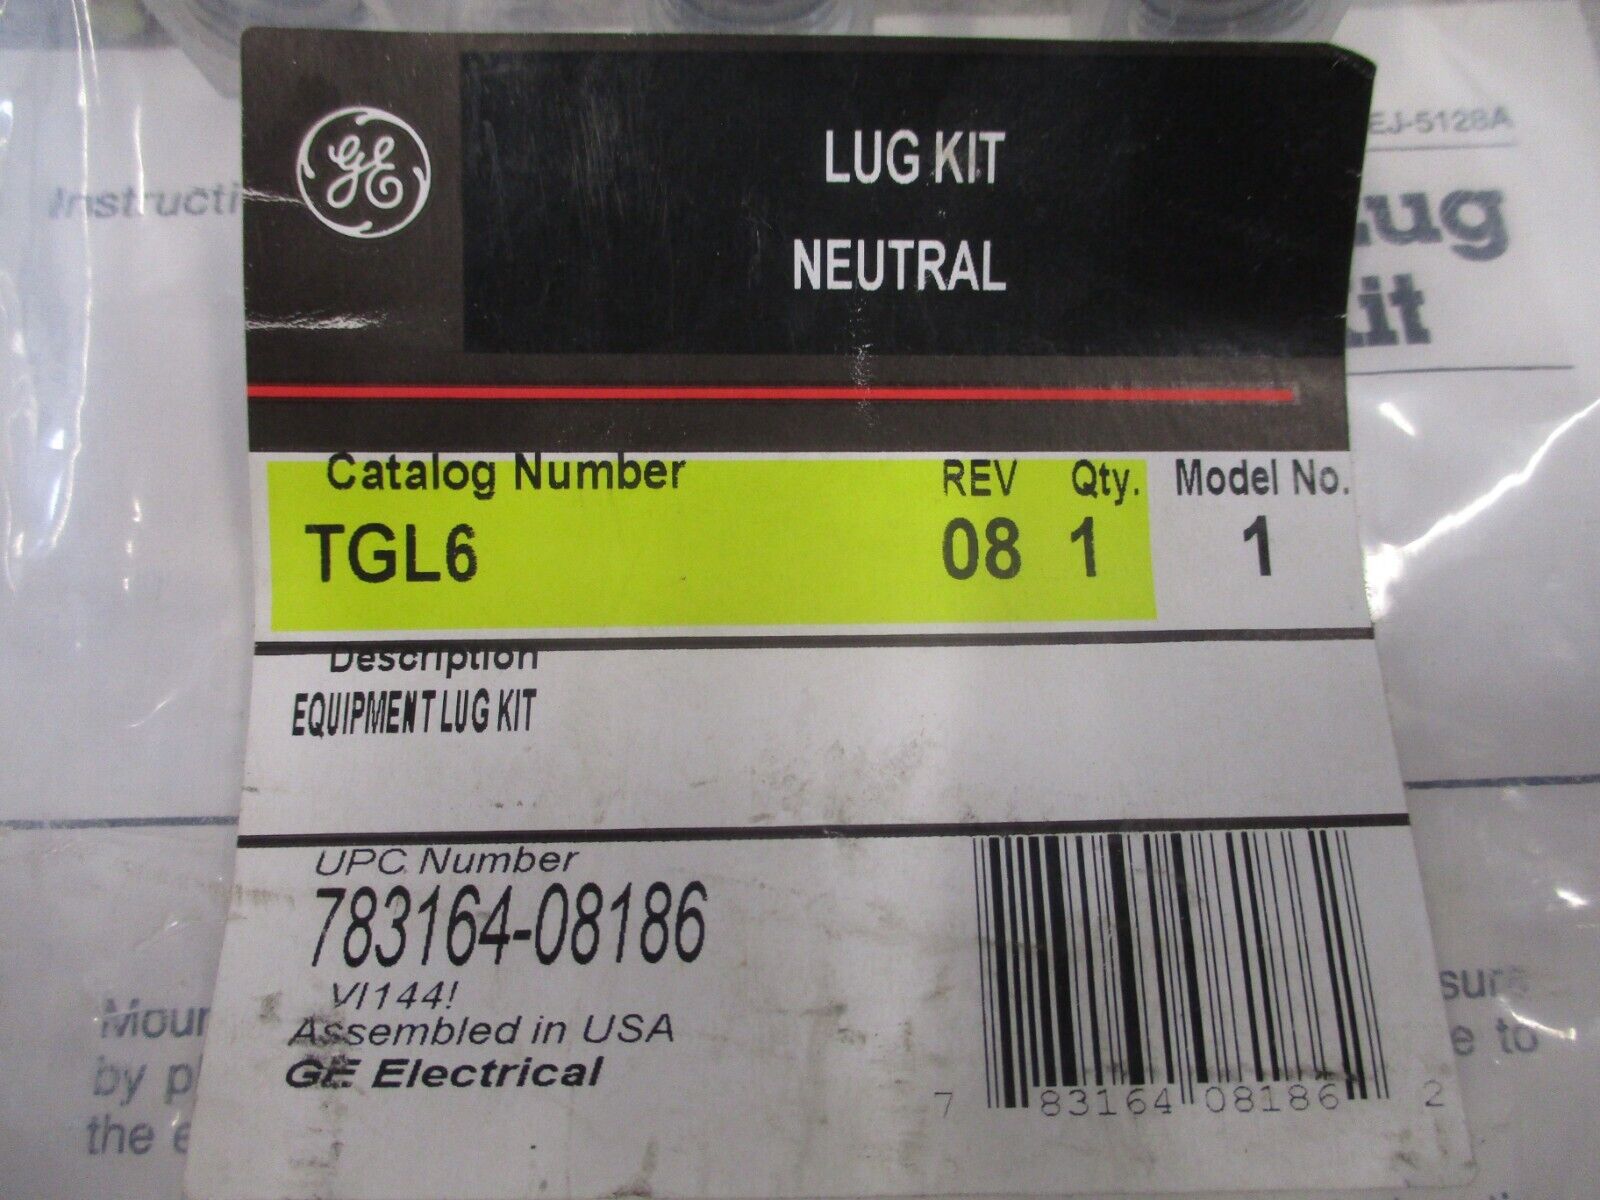 GE
LUG KIT
NEUTRAL
EJ-5128A
Instructi
Lug
Kit
Catalog Number REV Qty. Model No.
TGL6 08 1 1
Description
EQUIPMENT LUG KIT
UPC Number
783164-08186
VI144!
Assembled in USA
GE Electrical
7 83164 08186 2
Moun
by pl
the e
sure
e to